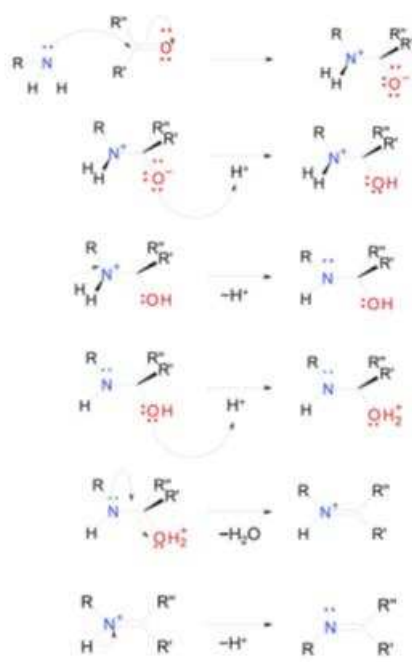 R N H H R" R' O R N⁺ H H R" R' O⁻
R N⁺ H H R" R' O⁻ H⁺ R N⁺ H H R" R' OH
R N⁺ H H R" R' OH –H⁺ R N H R" R' OH
R N H R" R' OH H⁺ R N H R" R' OH₂⁺
R N H R" R' OH₂⁺ –H₂O R N⁺ H R" R'
R N⁺ H R" R' –H⁺ R N R" R'